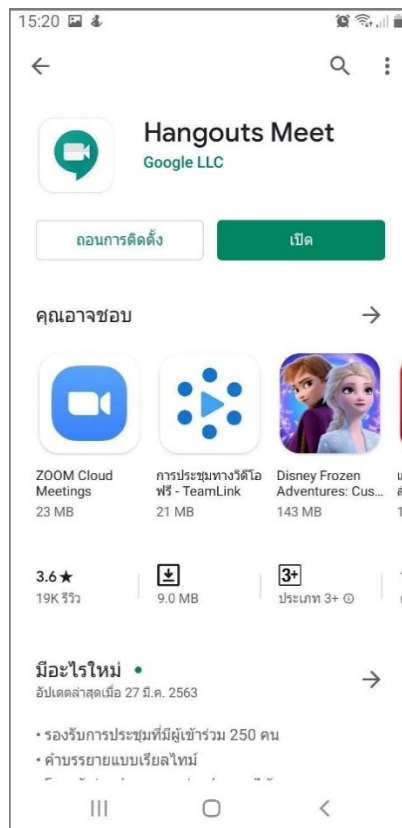 15:20
Hangouts Meet
Google LLC
ถอนการติดตั้ง
เปิด
คุณอาจชอบ
ZOOM Cloud
Meetings
23 MB
การประชุมทางวิดีโอ
ฟรี - TeamLink
21 MB
Disney Frozen
Adventures: Cus...
143 MB
3.6★
19K รีวิว
9.0 MB
3+
ประเภท 3+
มีอะไรใหม่ •
อัปเดตล่าสุดเมื่อ 27 มี.ค. 2563
• รองรับการประชุมที่มีผู้เข้าร่วม 250 คน
• คำบรรยายแบบเรียลไทม์